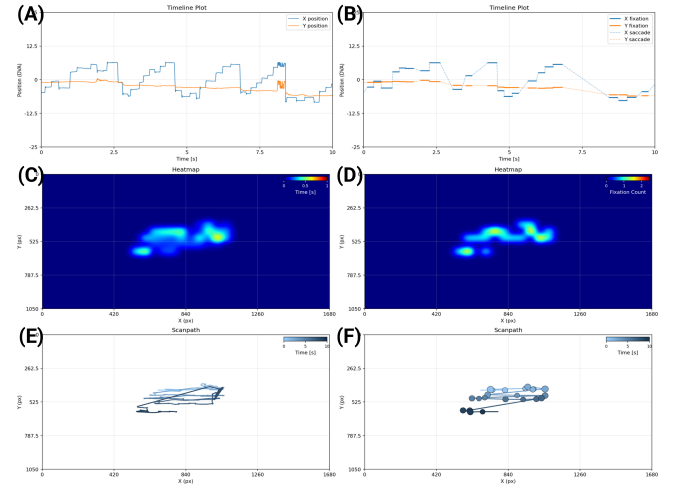 (A)
Timeline Plot
X position
Y position
25
12.5
0
-12.5
-25
Position (DVA)
0 2.5 5 7.5 10
Time [s]
(B)
Timeline Plot
X fixation
Y fixation
X saccade
Y saccade
25
12.5
0
-12.5
-25
Position (DVA)
0 2.5 5 7.5 10
Time [s]
(C)
Heatmap
0 0.5 1
Time [s]
262.5
525
787.5
1050
Y (px)
0 420 840 1260 1680
X (px)
(D)
Heatmap
0 1 2
Fixation Count
262.5
525
787.5
1050
Y (px)
0 420 840 1260 1680
X (px)
(E)
Scanpath
0 5 10
Time [s]
262.5
525
787.5
1050
Y (px)
0 420 840 1260 1680
X (px)
(F)
Scanpath
0 5 10
Time [s]
262.5
525
787.5
1050
Y (px)
0 420 840 1260 1680
X (px)